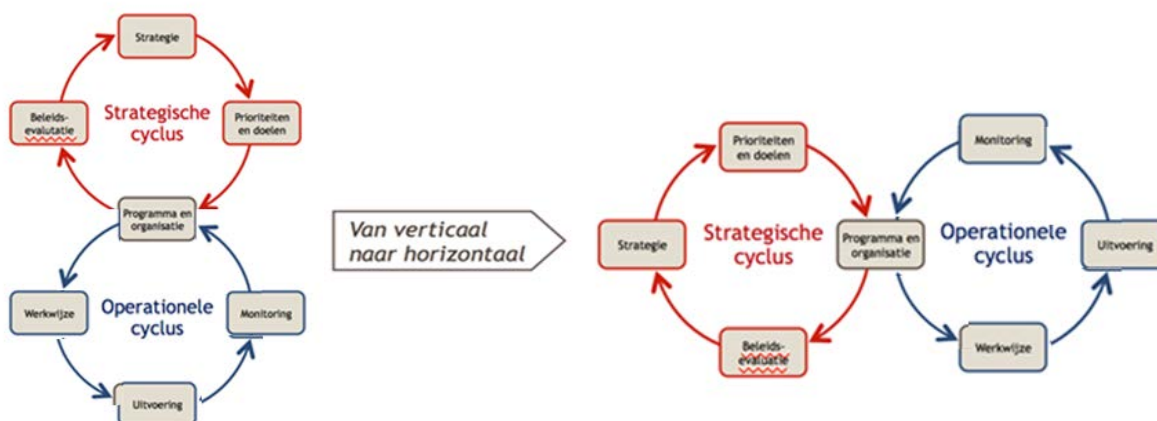 Strategie
Beleids-
evalutatie
Strategische
cyclus
Prioriteiten
en doelen
Programma en
organisatie
Werkwijze
Operationele
cyclus
Monitoring
Uitvoering
Van verticaal
naar horizontaal
Prioriteiten
en doelen
Strategie
Strategische
cyclus
Programma en
organisatie
Beleids-
evaluatie
Monitoring
Operationele
cyclus
Uitvoering
Werkwijze